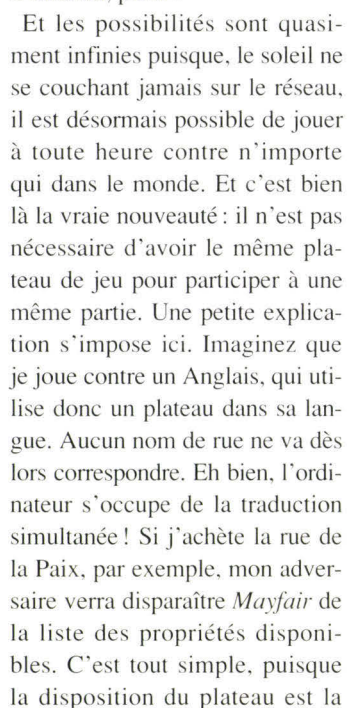 Et les possibilités sont quasi-
ment infinies puisque, le soleil ne
se couchant jamais sur le réseau,
il est désormais possible de jouer
à toute heure contre n'importe
qui dans le monde. Et c'est bien
là la vraie nouveauté : il n'est pas
nécessaire d'avoir le même pla-
teau de jeu pour participer à une
même partie. Une petite explica-
tion s'impose ici. Imaginez que
je joue contre un Anglais, qui uti-
lise donc un plateau dans sa lan-
gue. Aucun nom de rue ne va dès
lors correspondre. Eh bien, l'ordi-
nateur s'occupe de la traduction
simultanée ! Si j'achète la rue de
la Paix, par exemple, mon adver-
saire verra disparaître Mayfair de
la liste des propriétés disponi-
bles. C'est tout simple, puisque
la disposition du plateau est la